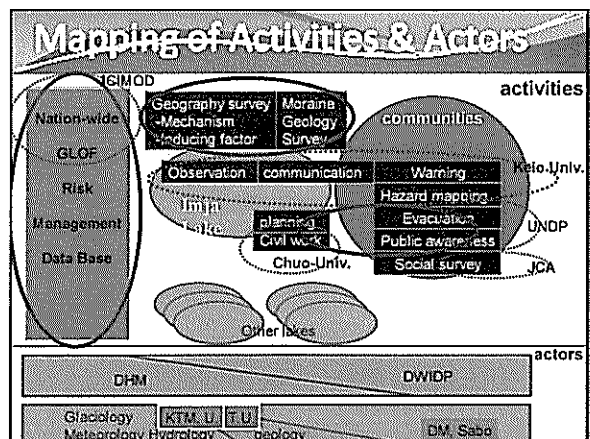 Mapping of Activities & Actors
ICIMOD
activities
Geography survey
-Mechanism
-Inducing factor
Moraine
Geology
Survey
communities
Nation-wide
GLOF
Risk
Management
Data Base
Observation
communication
Warning
Keio-Univ.
Hazard mapping
Imja
Lake
planning
Evacuation
UNDP
Civil work
Public awareness
Chuo-Univ.
Social survey
JCA
Other lakes
actors
DHM
DWIDP
Glaciology
KTM. U
T.U
DM, Sabo
Meteorology Hydrology
geology